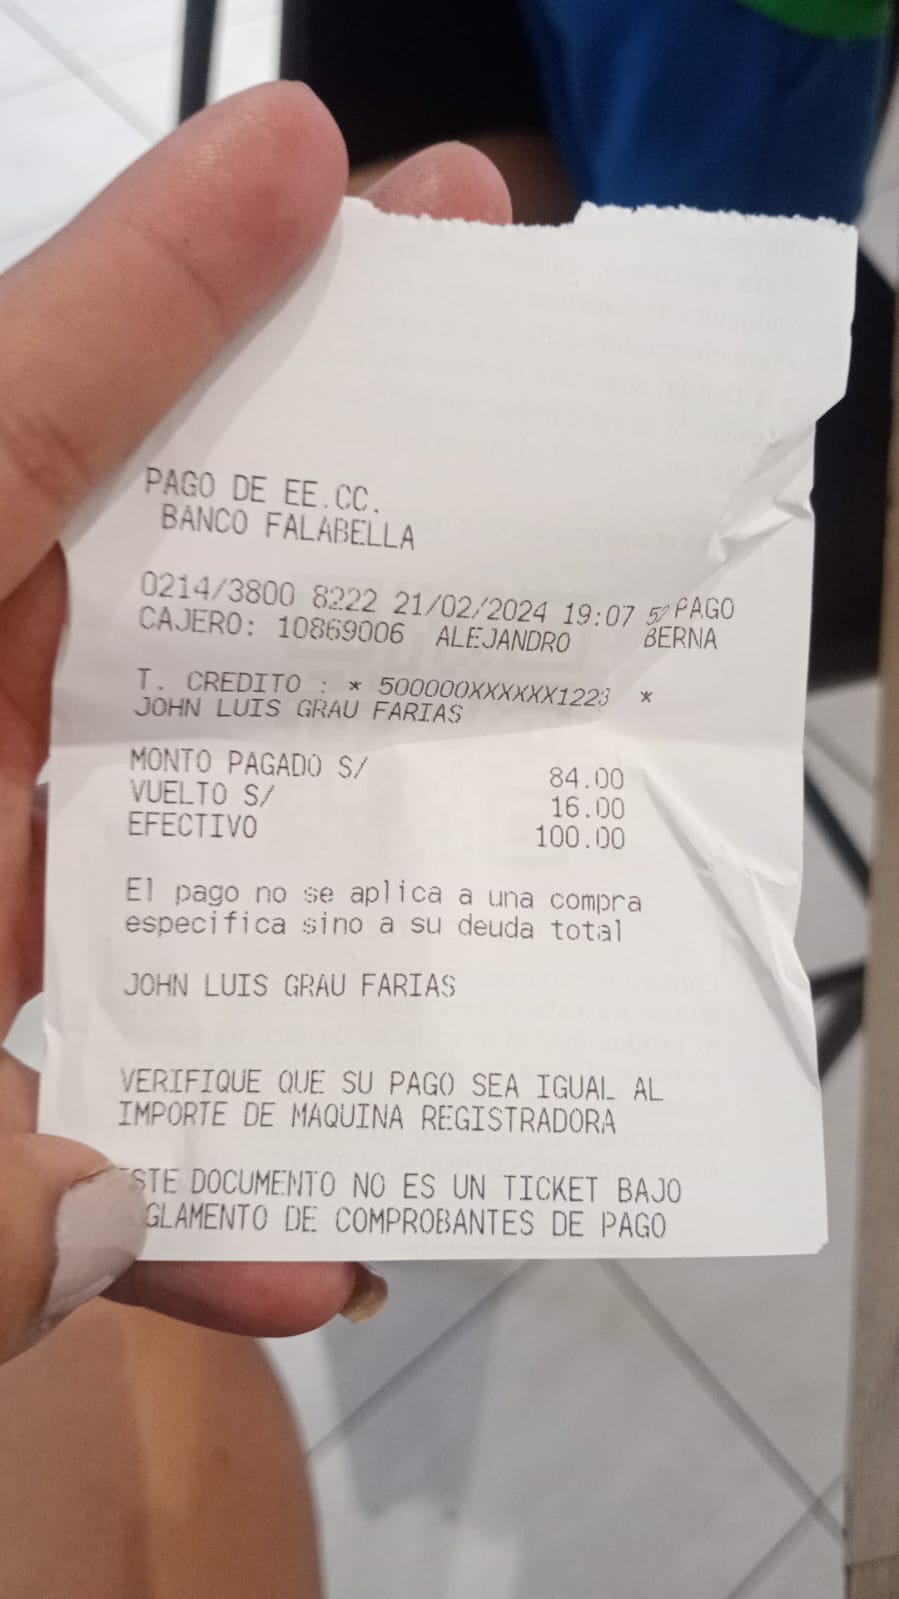 PAGO DE EE.CC.
BANCO FALABELLA
0214/3800 8222 21/02/2024 19:07 52 PAGO
CAJERO: 10869006 ALEJANDRO BERNA
T. CREDITO : * 500000XXXXXX1223 *
JOHN LUIS GRAU FARIAS
MONTO PAGADO S/ 84.00
VUELTO S/ 16.00
EFECTIVO 100.00
El pago no se aplica a una compra
especifica sino a su deuda total
JOHN LUIS GRAU FARIAS
VERIFIQUE QUE SU PAGO SEA IGUAL AL
IMPORTE DE MAQUINA REGISTRADORA
STE DOCUMENTO NO ES UN TICKET BAJO
GLAMENTO DE COMPROBANTES DE PAGO